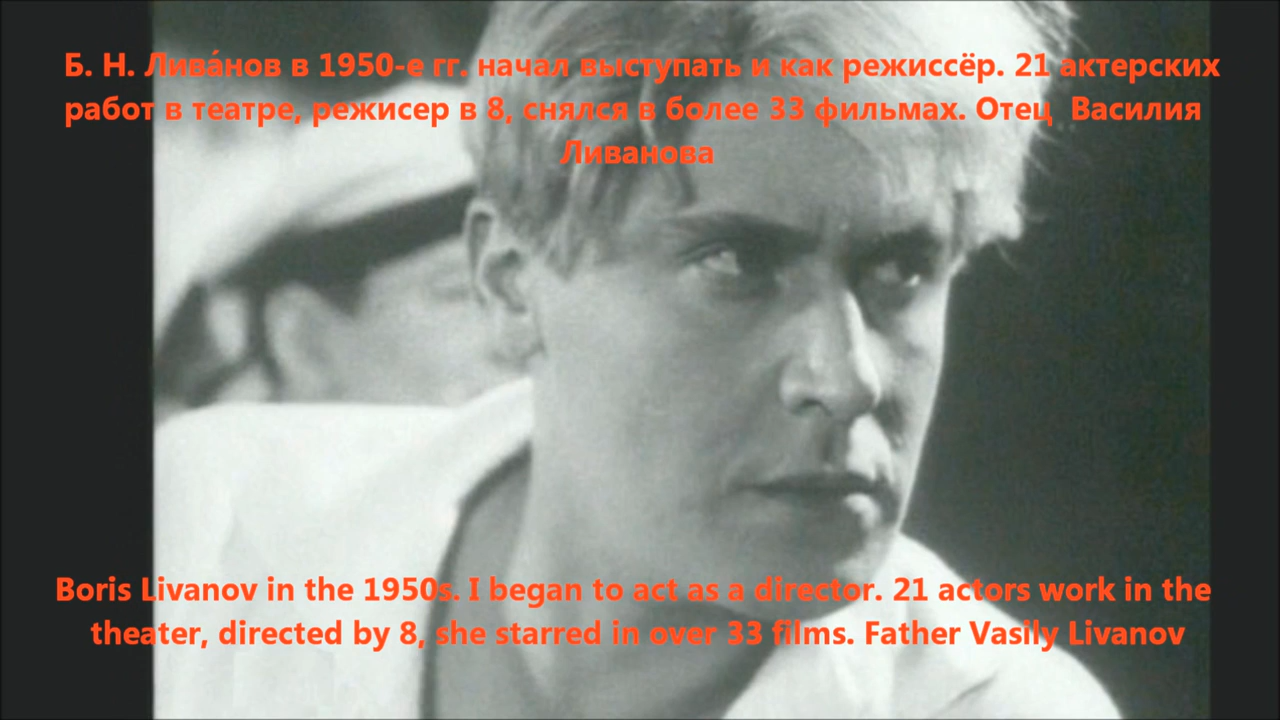 Б. Н. Лива́нов в 1950-е гг. начал выступать и как режиссёр. 21 актерских
работ в театре, режисер в 8, снялся в более 33 фильмах. Отец  Василия
Ливанова
Boris Livanov in the 1950s. I began to act as a director. 21 actors work in the
theater, directed by 8, she starred in over 33 films. Father Vasily Livanov